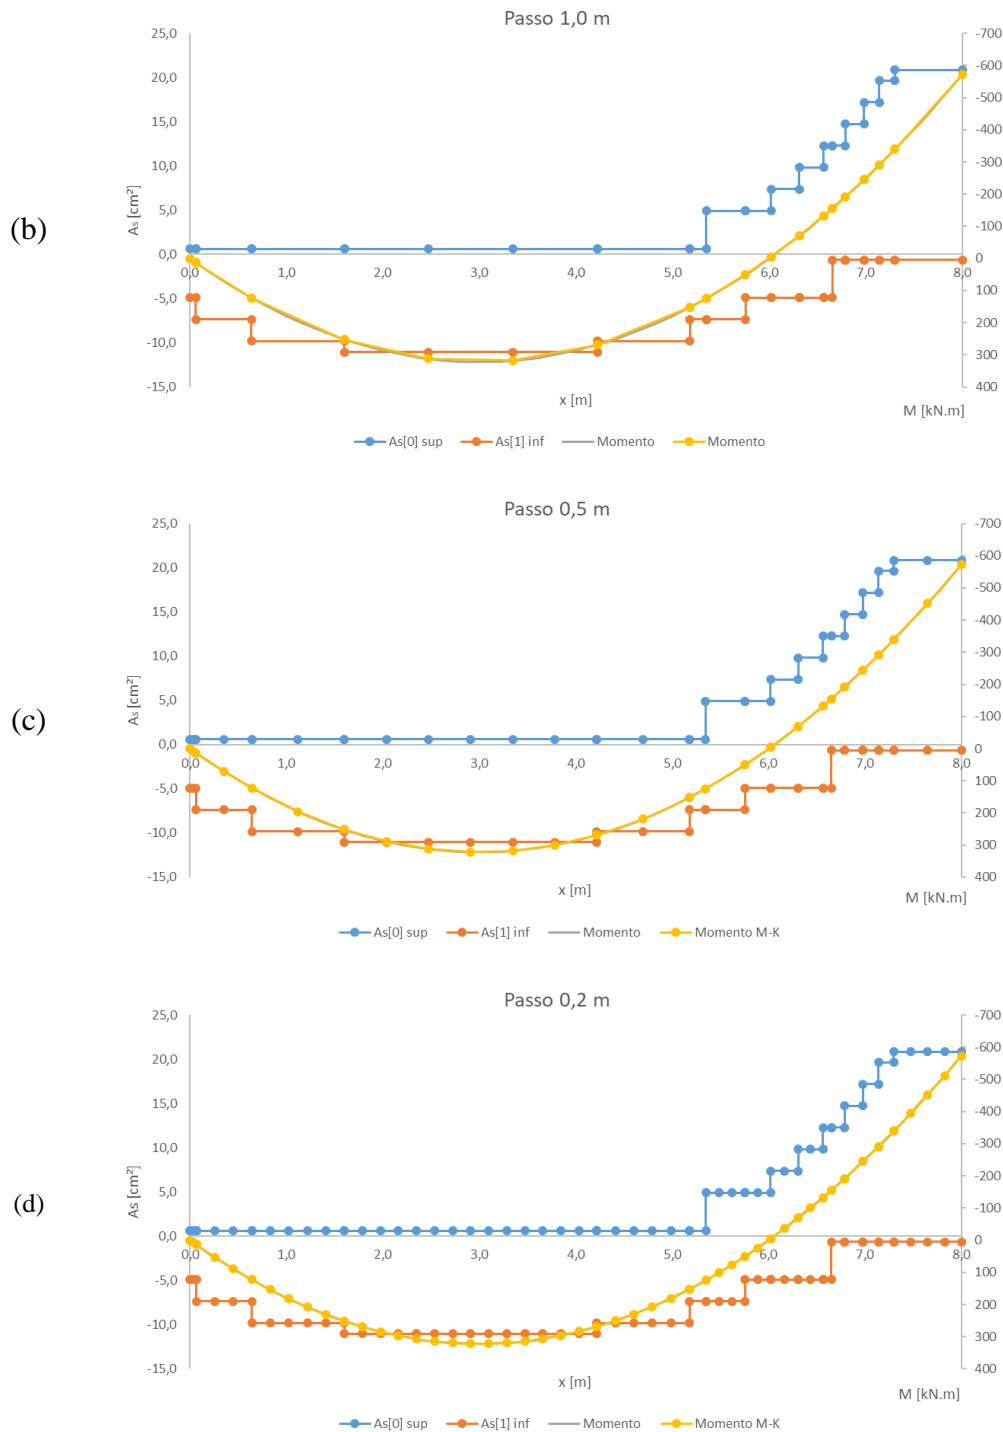 Passo 1,0 m
25,0 -700
-600
20,0
-500
15,0 -400
-300
10,0
-200
5,0
-100
0,0 0
0,0 1,0 2,0 3,0 4,0 5,0 6,0 7,0 8,0
100
-5,0
200
-10,0
300
-15,0 400
As [cm²]
(b)
x [m]
M [kN.m]
As[0] sup As[1] inf Momento Momento
Passo 0,5 m
25,0 -700
-600
20,0
-500
15,0 -400
-300
10,0
-200
5,0
-100
0,0 0
0,0 1,0 2,0 3,0 4,0 5,0 6,0 7,0 8,0
100
-5,0
200
-10,0
300
-15,0 400
As [cm²]
(c)
x [m]
M [kN.m]
As[0] sup As[1] inf Momento Momento M-K
Passo 0,2 m
25,0 -700
-600
20,0
-500
15,0 -400
-300
10,0
-200
5,0
-100
0,0 0
0,0 1,0 2,0 3,0 4,0 5,0 6,0 7,0 8,0
100
-5,0
200
-10,0
300
-15,0 400
As [cm²]
(d)
x [m]
M [kN.m]
As[0] sup As[1] inf Momento Momento M-K